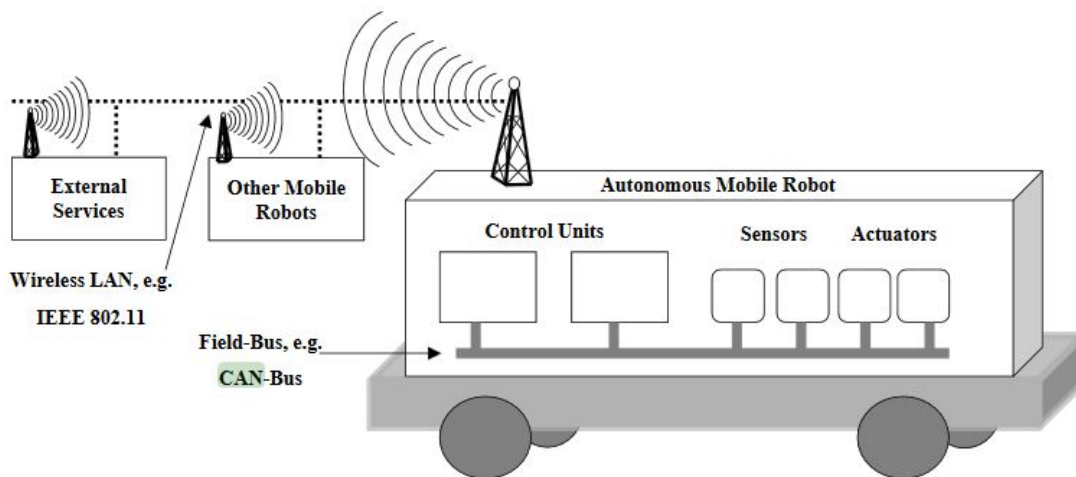 Autonomous Mobile Robot
External
Services
Other Mobile
Robots
Control Units
Sensors
Actuators
Wireless LAN, e.g.
IEEE 802.11
Field-Bus, e.g.
CAN-Bus